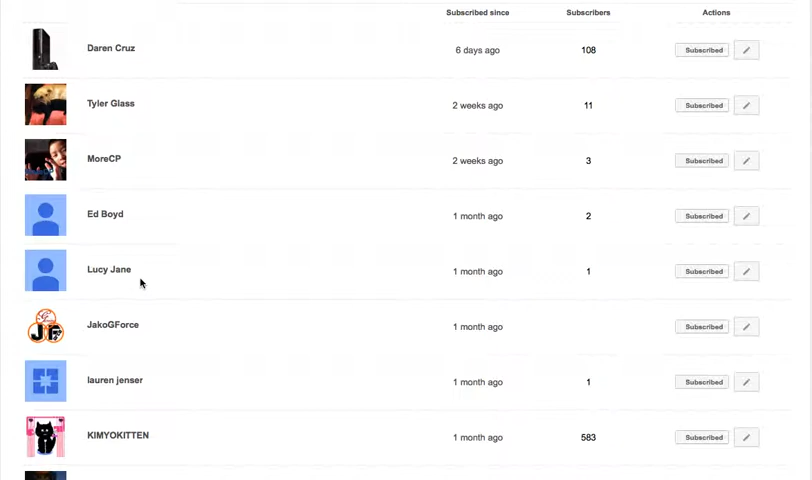 Subscribed since Subscribers Actions
Daren Cruz 6 days ago 108 Subscribed
Tyler Glass 2 weeks ago 11 Subscribed
MoreCP 2 weeks ago 3 Subscribed
Ed Boyd 1 month ago 2 Subscribed
Lucy Jane 1 month ago 1 Subscribed
JakoGForce 1 month ago Subscribed
lauren jenser 1 month ago 1 Subscribed
KIMYOKITTEN 1 month ago 583 Subscribed